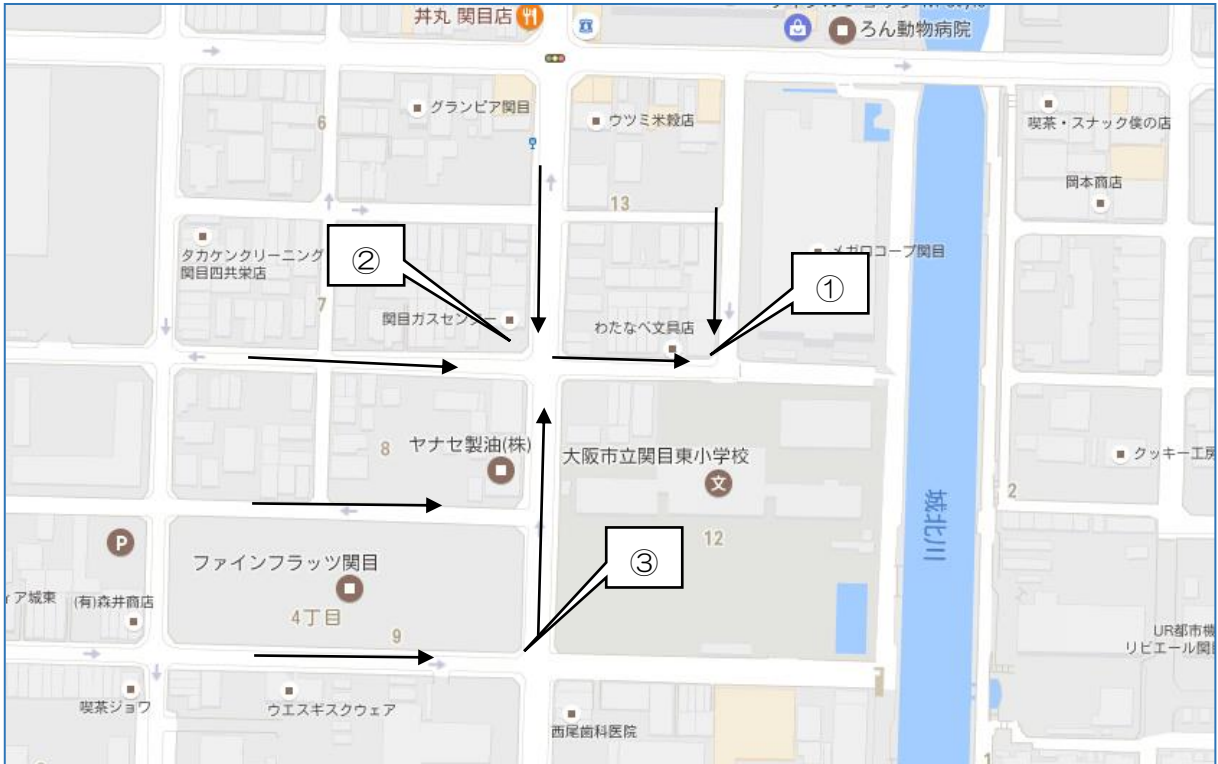 丼丸 関目店
ろん動物病院
グランピア関目
ウツミ米穀店
喫茶・スナック僕の店
6
岡本商店
13
タカケンクリーニング
関目四共栄店
②
メガロコープ関目
①
7
関目ガスセンター
わたなべ文具店
8
ヤナセ製油(株)
大阪市立関目東小学校
文
クッキー工房
2
城北川
P
12
ファインフラッツ関目
③
ィア城東
(有)森井商店
4丁目
9
UR都市機
リビエール関目
喫茶ジョワ
ウエスギスクウェア
西尾歯科医院
1